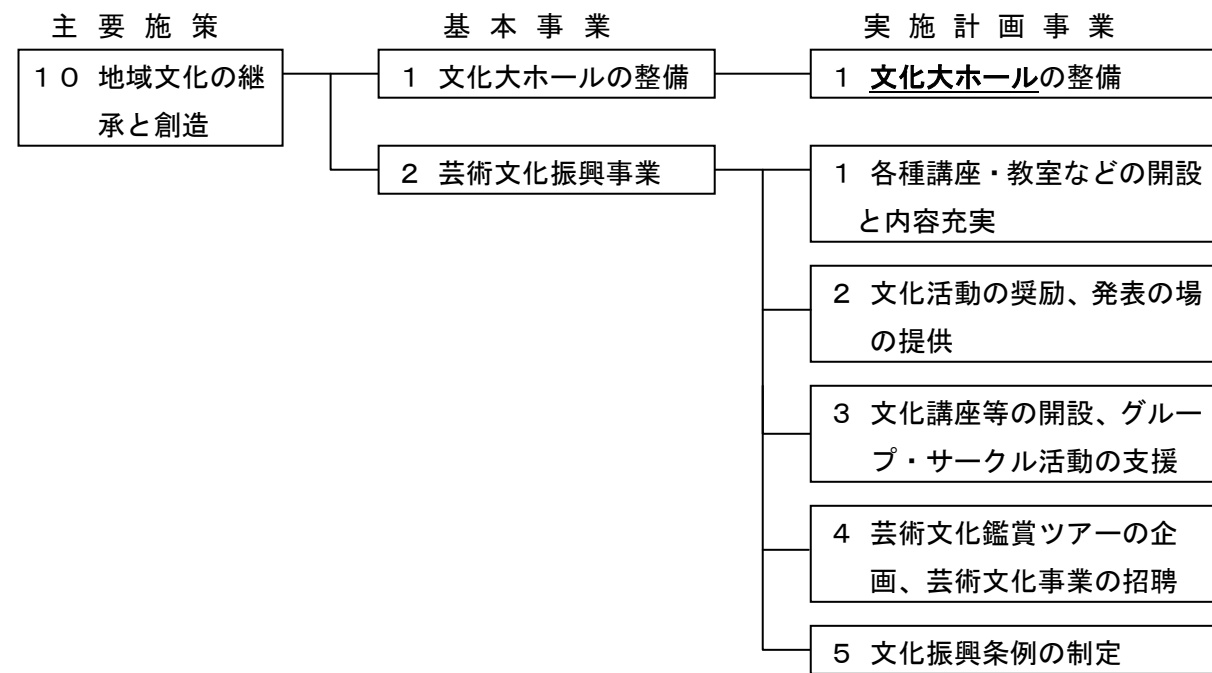 主要施策
基本事業
実施計画事業
１０ 地域文化の継
承と創造
１ 文化大ホールの整備
１ 文化大ホールの整備
２ 芸術文化振興事業
１ 各種講座・教室などの開設
と内容充実
２ 文化活動の奨励、発表の場
の提供
３ 文化講座等の開設、グルー
プ・サークル活動の支援
４ 芸術文化鑑賞ツアーの企
画、芸術文化事業の招聘
５ 文化振興条例の制定